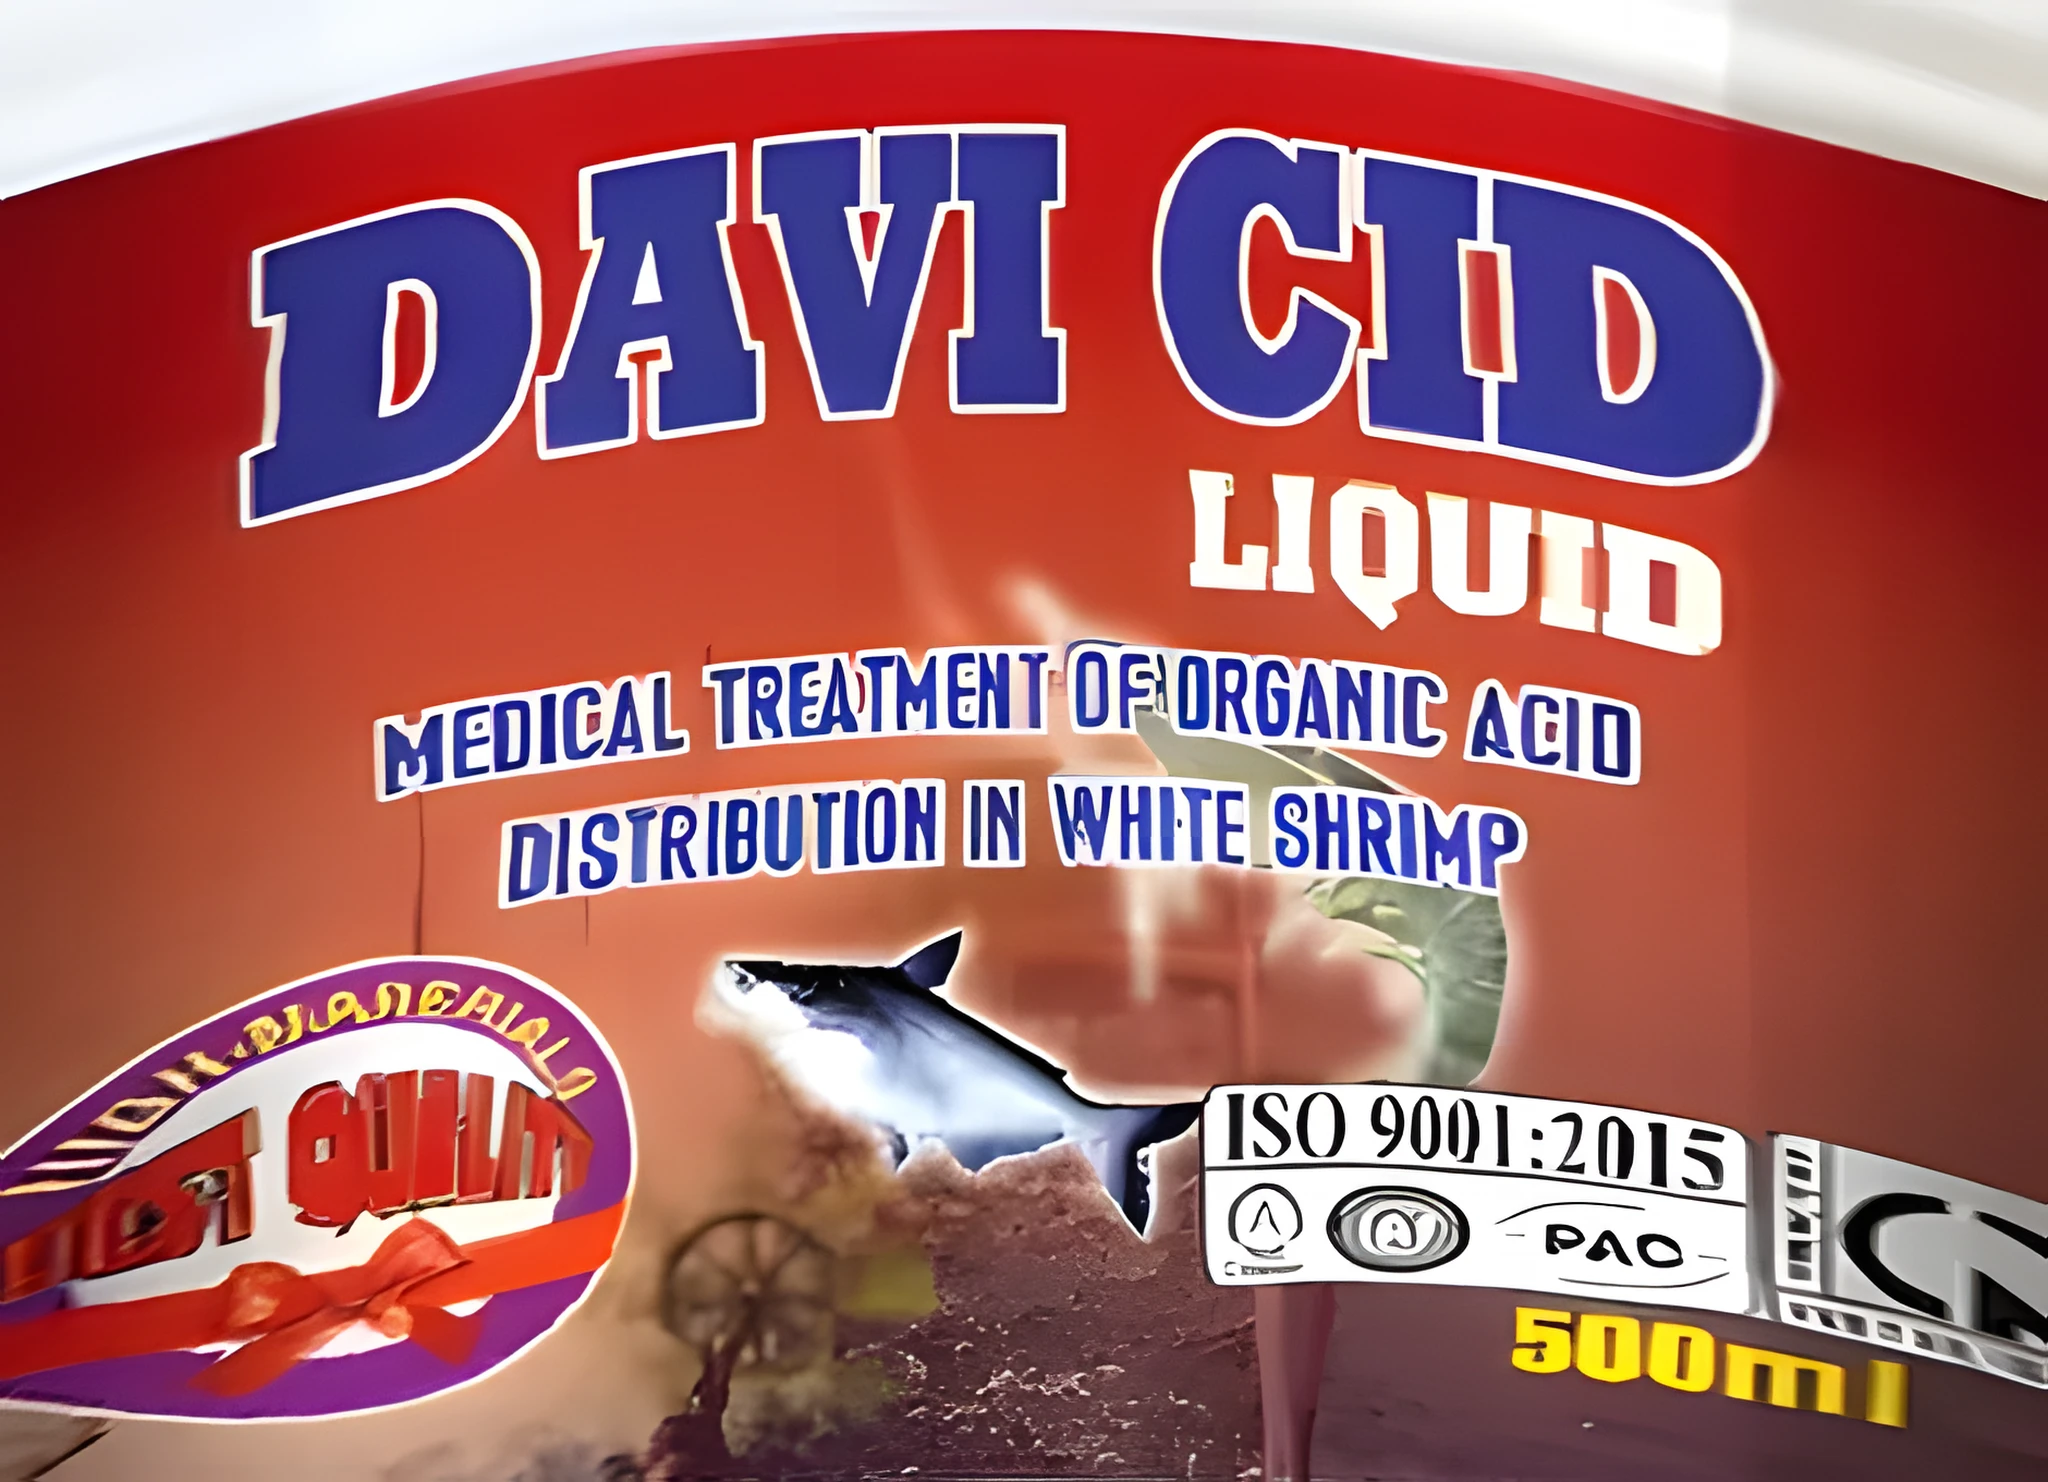 DAVI CID
LIQUID
MEDICAL TREATMENT OF ORGANIC ACID
DISTRIBUTION IN WHITE SHRIMP
ISO 9001:2015
PAO
500ml